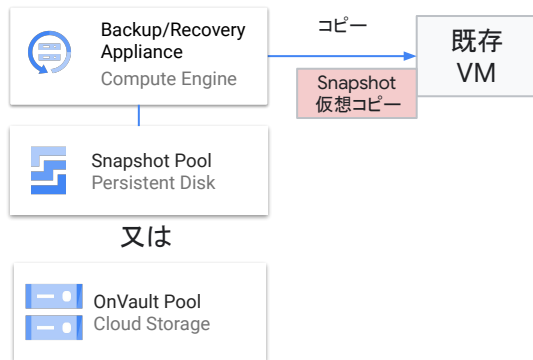 Backup/Recovery
Appliance
Compute Engine
コピー
既存
VM
Snapshot
仮想コピー
Snapshot Pool
Persistent Disk
又は
OnVault Pool
Cloud Storage